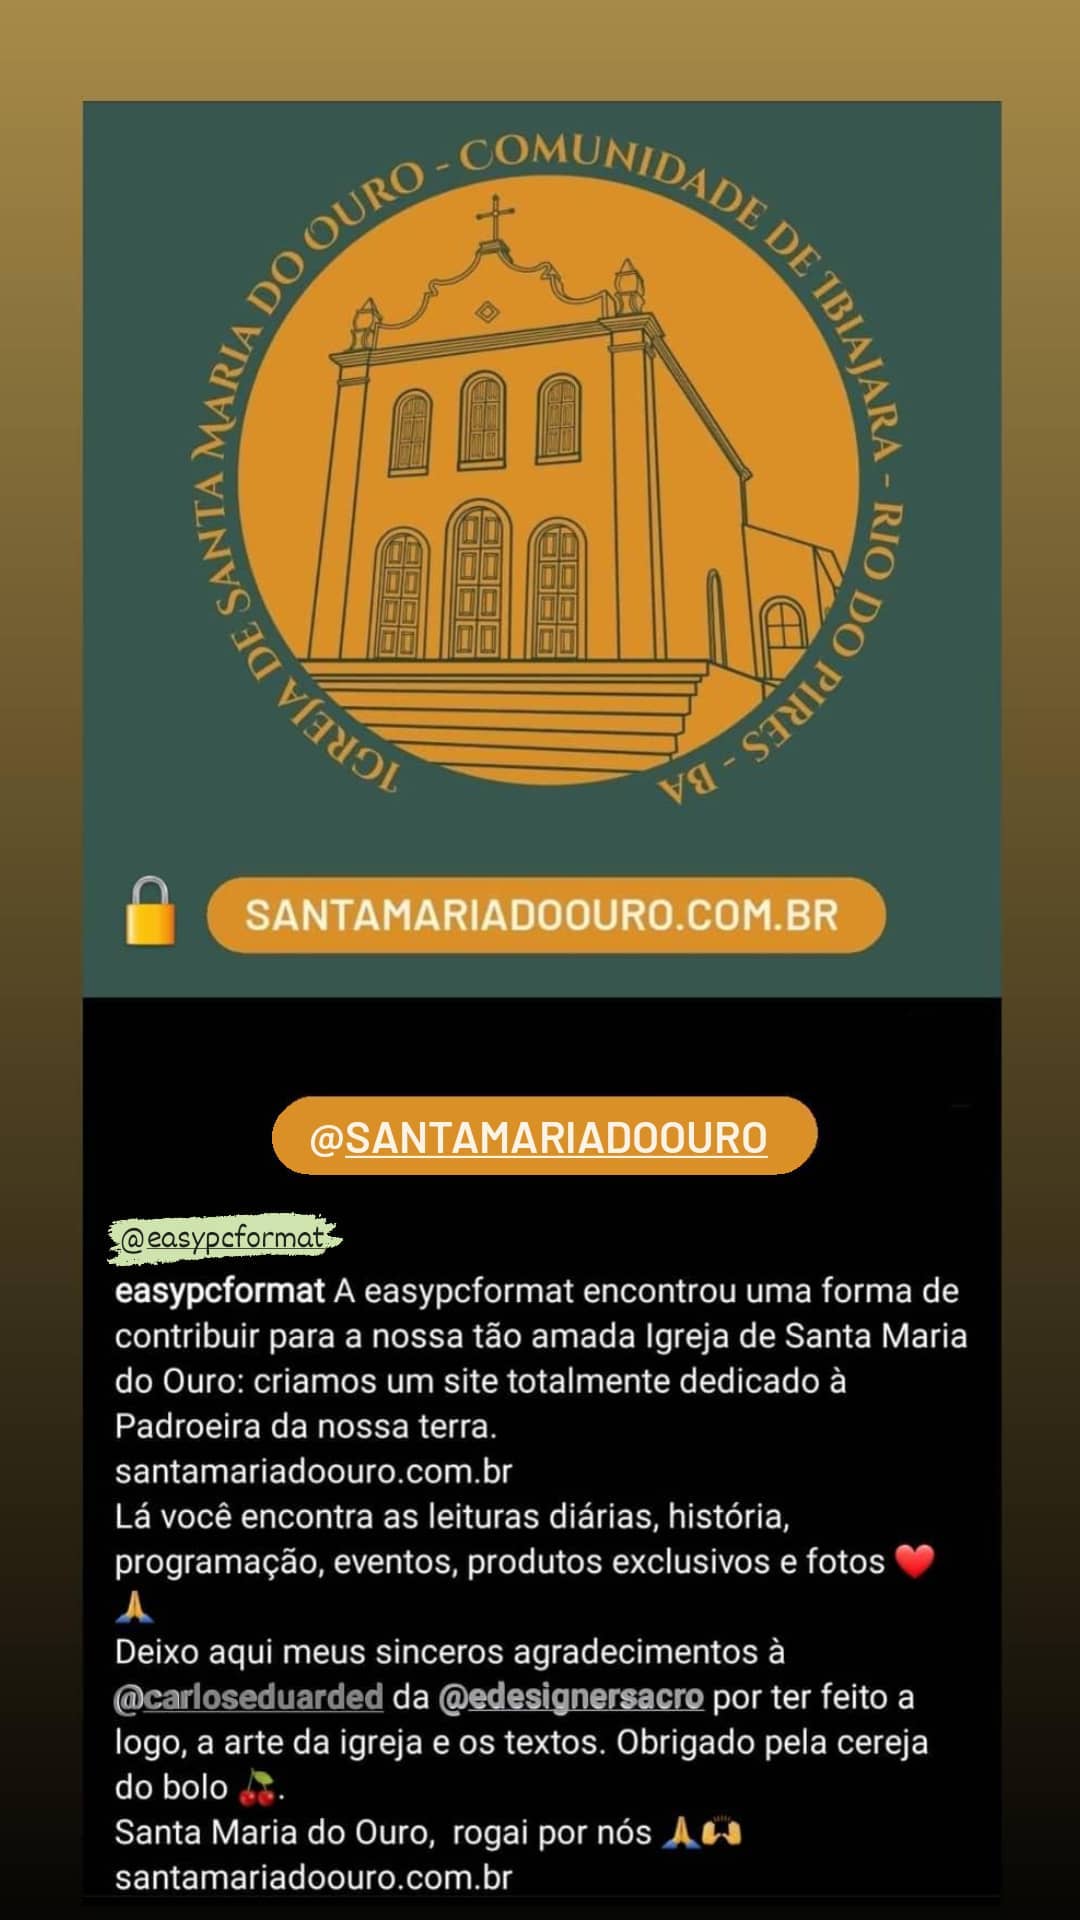 IGREJA DE SANTA MARIA DO OURO - COMUNIDADE DE IBIAJARA - RIO DO PIRES - BA
SANTAMARIADOOURO.COM.BR
@SANTAMARIADOOURO
@easypcformat
easypcformat A easypcformat encontrou uma forma de
contribuir para a nossa tão amada Igreja de Santa Maria
do Ouro: criamos um site totalmente dedicado à
Padroeira da nossa terra.
santamariadoouro.com.br
Lá você encontra as leituras diárias, história,
programação, eventos, produtos exclusivos e fotos ❤️
🙏
Deixo aqui meus sinceros agradecimentos à
@carloseduarded da @edesignersacro por ter feito a
logo, a arte da igreja e os textos. Obrigado pela cereja
do bolo 🍒.
Santa Maria do Ouro,  rogai por nós 🙏🙌
santamariadoouro.com.br